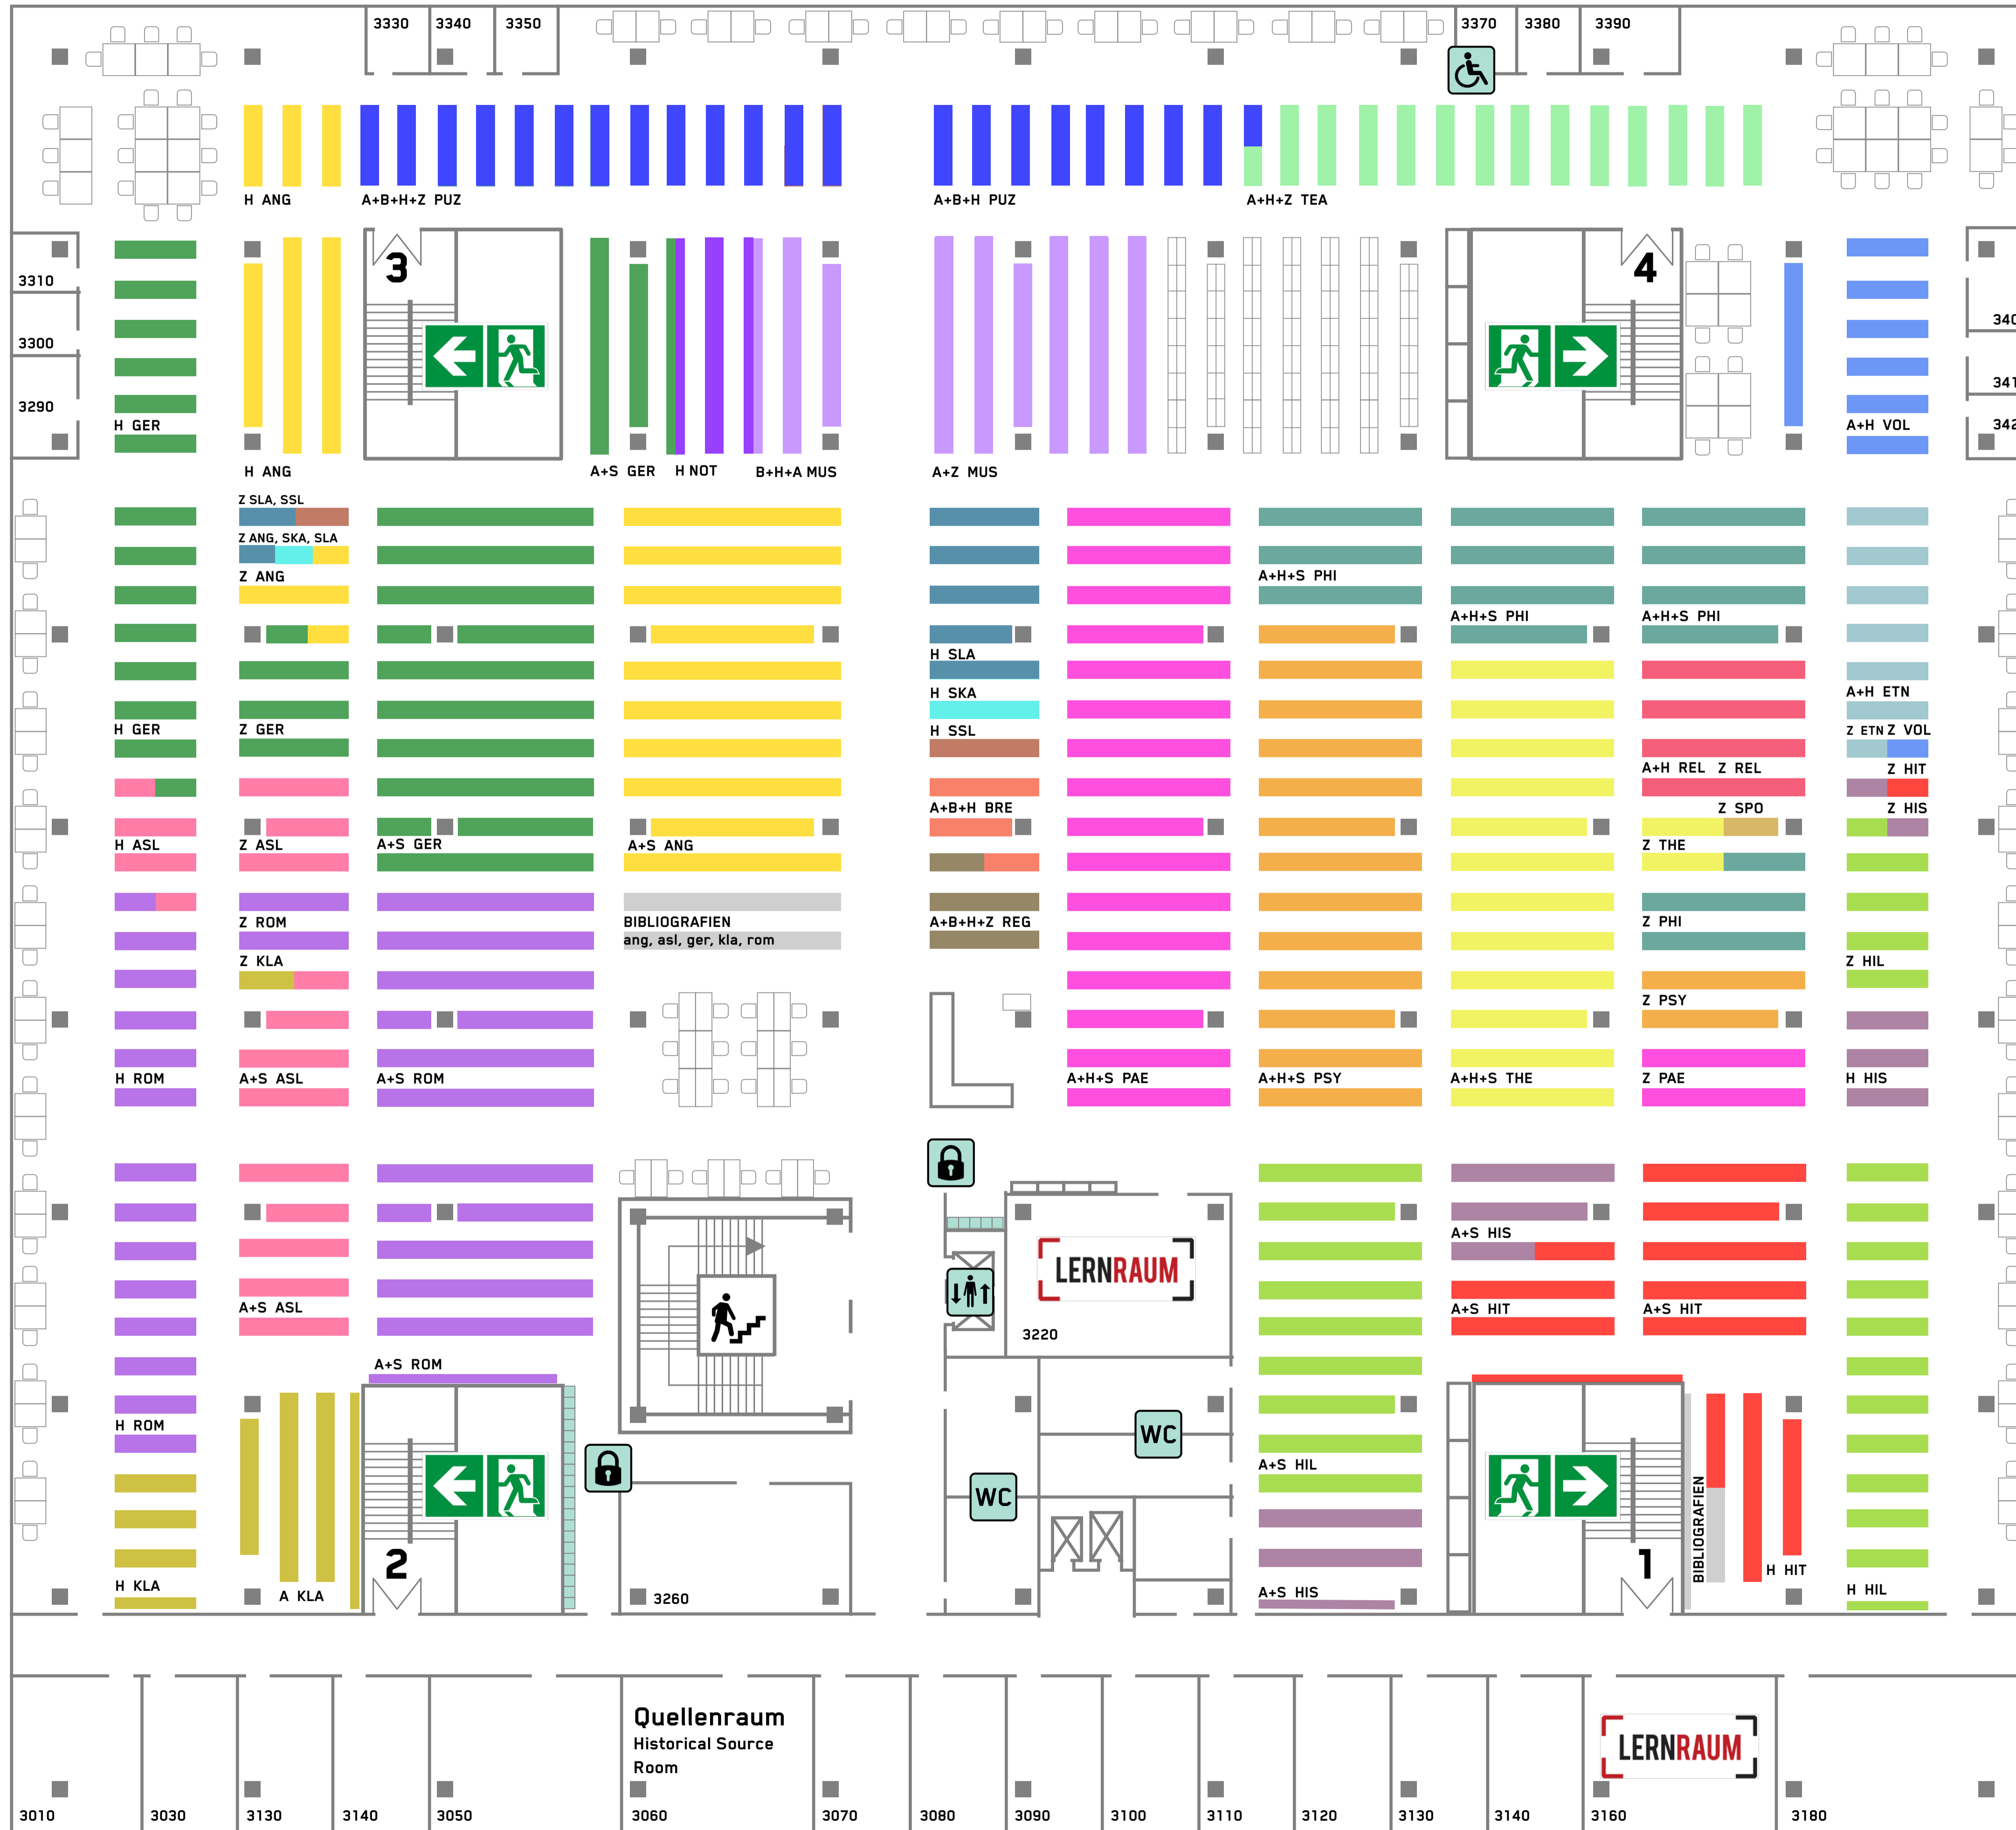 3330 3340 3350 3370 3380 3390
H ANG A+B+H+Z PUZ A+B+H PUZ A+H+Z TEA
3 4
3310
3300
3290
340
341
342
H GER A+H VOL
H ANG A+S GER H NOT B+H+A MUS A+Z MUS
Z SLA, SSL
Z ANG, SKA, SLA
Z ANG A+H+S PHI
A+H+S PHI A+H+S PHI
H SLA
H SKA A+H ETN
H GER Z GER H SSL Z ETN Z VOL
A+H REL Z REL Z HIT
A+B+H BRE Z SPO Z HIS
H ASL Z ASL A+S GER A+S ANG Z THE
Z ROM BIBLIOGRAFIEN A+B+H+Z REG Z PHI
ang, asl, ger, kla, rom
Z KLA Z HIL
Z PSY
H ROM A+S ASL A+S ROM A+H+S PAE A+H+S PSY A+H+S THE Z PAE H HIS
A+S HIS
LERNRAUM
A+S ASL A+S HIT A+S HIT
3220
A+S ROM
H ROM WC
A+S HIL
WC
BIBLIOGRAFIEN
2 1
H KLA A KLA H HIT
3260 A+S HIS H HIL
Quellenraum
Historical Source
Room
LERNRAUM
3010 3030 3130 3140 3050 3060 3070 3080 3090 3100 3110 3120 3130 3140 3160 3180